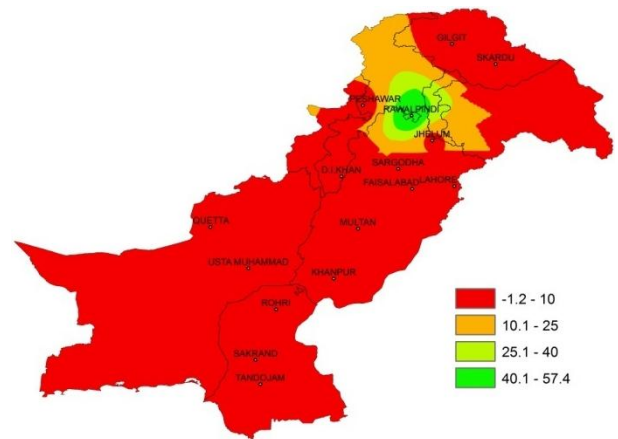 GILGIT
SKARDU
PESHAWAR
RAWALPINDI
JHELUM
SARGODHA
D.I.KHAN
FAISALABAD
LAHORE
QUETTA
MULTAN
USTA MUHAMMAD
KHANPUR
ROHRI
SAKRAND
TANDOJAM
-1.2 - 10
10.1 - 25
25.1 - 40
40.1 - 57.4